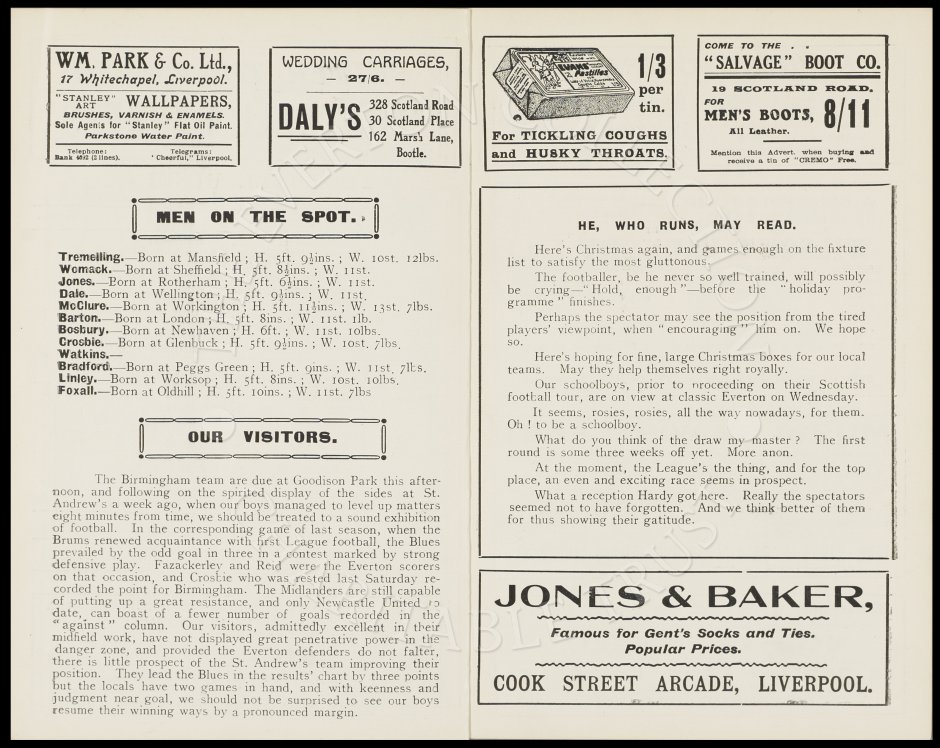 WM. PARK & Co. Ltd.,
17 Whitechapel, Liverpool.
"STANLEY" ART WALLPAPERS,
BRUSHES, VARNISH & ENAMELS.
Sole Agents for "Stanley" Flat Oil Paint.
Parkstone Water Paint.
Telephone: Telegrams:
Bank 4692 (2 lines). 'Cheerful,' Liverpool,
WEDDING CARRIAGES,
— 27/6. —
DALY'S
328 Scotland Road
30 Scotland Place
162 Marsh Lane,
Bootle.
MEN ON THE SPOT.
Tremelling.—Born at Mansfield ; H. 5ft. 9½ins. ; W. 10st. 12lbs.
Womack.—Born at Sheffield ; H. 5ft. 8½ins. ; W. 11st.
Jones.—Born at Rotherham ; H. 5ft. 6½ins. ; W. 11st.
Dale.—Born at Wellington ; H. 5ft. 9½ins. ; W. 11st.
McClure.—Born at Workington ; H. 5ft. 11½ins. ; W. 13st. 7lbs.
Barton.—Born at London ; H. 5ft. 8ins. ; W. 11st. 1lb.
Bosbury.—Born at Newhaven ; H. 6ft. ; W. 11st. 10lbs.
Crosbie.—Born at Glenbuck ; H. 5ft. 9½ins. ; W. 10st. 7lbs.
Watkins.—
Bradford.—Born at Peggs Green ; H. 5ft. 9ins. ; W. 11st. 7lbs.
Linley.—Born at Worksop ; H. 5ft. 8ins. ; W. 10st. 10lbs.
Foxall.—Born at Oldhill ; H. 5ft. 10ins. ; W. 11st. 7lbs
OUR VISITORS.
The Birmingham team are due at Goodison Park this after-
noon, and following on the spirited display of the sides at St.
Andrew's a week ago, when our boys managed to level up matters
eight minutes from time, we should be treated to a sound exhibition
of football. In the corresponding game of last season, when the
Brums renewed acquaintance with first League football, the Blues
prevailed by the odd goal in three in a contest marked by strong
defensive play. Fazackerley and Reid were the Everton scorers
on that occasion, and Crosbie who was rested last Saturday re-
corded the point for Birmingham. The Midlanders are still capable
of putting up a great resistance, and only Newcastle United to
date, can boast of a fewer number of goals recorded in the
"against" column. Our visitors, admittedly excellent in their
midfield work, have not displayed great penetrative power in the
danger zone, and provided the Everton defenders do not falter,
there is little prospect of the St. Andrew's team improving their
position. They lead the Blues in the results' chart by three points
but the locals have two games in hand, and with keenness and
judgment near goal, we should not be surprised to see our boys
resume their winning ways by a pronounced margin.
EVANS'
Pastilles
1/3
per
tin.
For TICKLING COUGHS
and HUSKY THROATS.
COME TO THE . .
"SALVAGE" BOOT CO.
19 SCOTLAND ROAD.
FOR
MEN'S BOOTS, 8/11
All Leather.
Mention this Advert. when buying and
receive a tin of "CREMO" Free.
HE, WHO RUNS, MAY READ.
Here's Christmas again, and games enough on the fixture
list to satisfy the most gluttonous.
The footballer, be he never so well trained, will possibly
be crying—"Hold, enough"—before the "holiday pro-
gramme" finishes.
Perhaps the spectator may see the position from the tired
players' viewpoint, when "encouraging" him on. We hope
so.
Here's hoping for fine, large Christmas boxes for our local
teams. May they help themselves right royally.
Our schoolboys, prior to proceeding on their Scottish
football tour, are on view at classic Everton on Wednesday.
It seems, rosies, rosies, all the way nowadays, for them.
Oh ! to be a schoolboy.
What do you think of the draw my master ? The first
round is some three weeks off yet. More anon.
At the moment, the League's the thing, and for the top
place, an even and exciting race seems in prospect.
What a reception Hardy got here. Really the spectators
seemed not to have forgotten. And we think better of them
for thus showing their gratitude.
JONES & BAKER,
Famous for Gent's Socks and Ties.
Popular Prices.
COOK STREET ARCADE, LIVERPOOL.